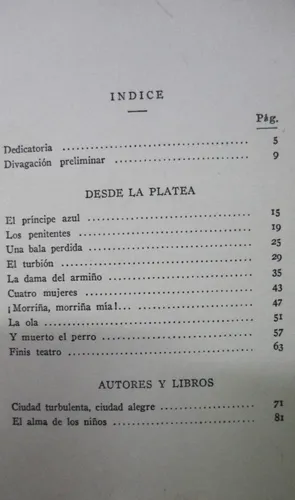 INDICE
Pág.
Dedicatoria .................... 5
Divagación preliminar .................... 9
DESDE LA PLATEA
El príncipe azul .................... 15
Los penitentes .................... 19
Una bala perdida .................... 25
El turbión .................... 29
La dama del armiño .................... 35
Cuatro mujeres .................... 43
¡Morriña, morriña mía!... .................... 47
La ola .................... 51
Y muerto el perro .................... 57
Finis teatro .................... 63
AUTORES Y LIBROS
Ciudad turbulenta, ciudad alegre .................... 71
El alma de los niños .................... 81